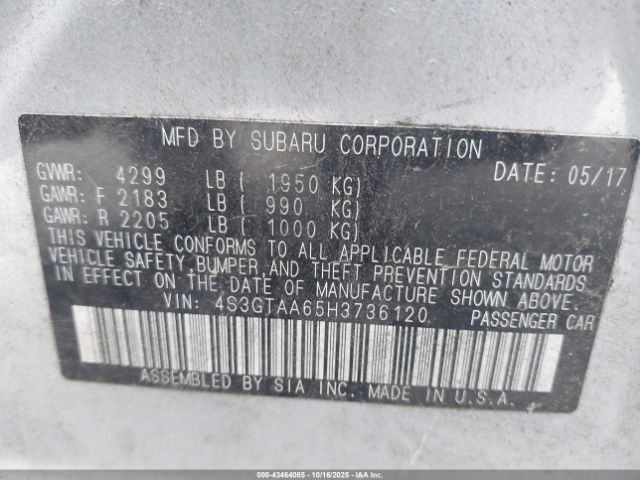 MFD BY SUBARU CORPORATION
GVWR: 4299 LB ( 1950 KG) DATE: 05/17
GAWR: F 2183 LB ( 990 KG)
GAWR: R 2205 LB ( 1000 KG)
THIS VEHICLE CONFORMS TO ALL APPLICABLE FEDERAL MOTOR
VEHICLE SAFETY,BUMPER,AND THEFT PREVENTION STANDARDS
IN EFFECT ON THE DATE OF MANUFACTURE SHOWN ABOVE.
VIN: 4S3GTAA65H3736120 PASSENGER CAR
ASSEMBLED BY SIA INC. MADE IN U.S.A.
000-43464085 - 10/16/2025 - IAAI.com